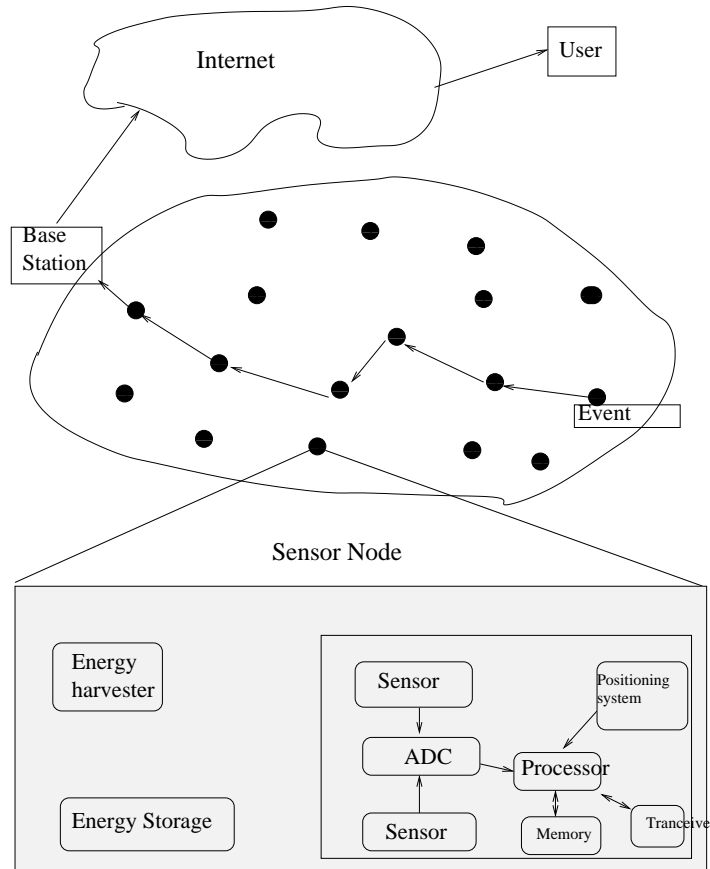 Internet
User
Base
Station
Event
Sensor Node
Energy
harvester
Sensor
Positioning
system
ADC
Processor
Energy Storage
Sensor
Memory
Tranceive